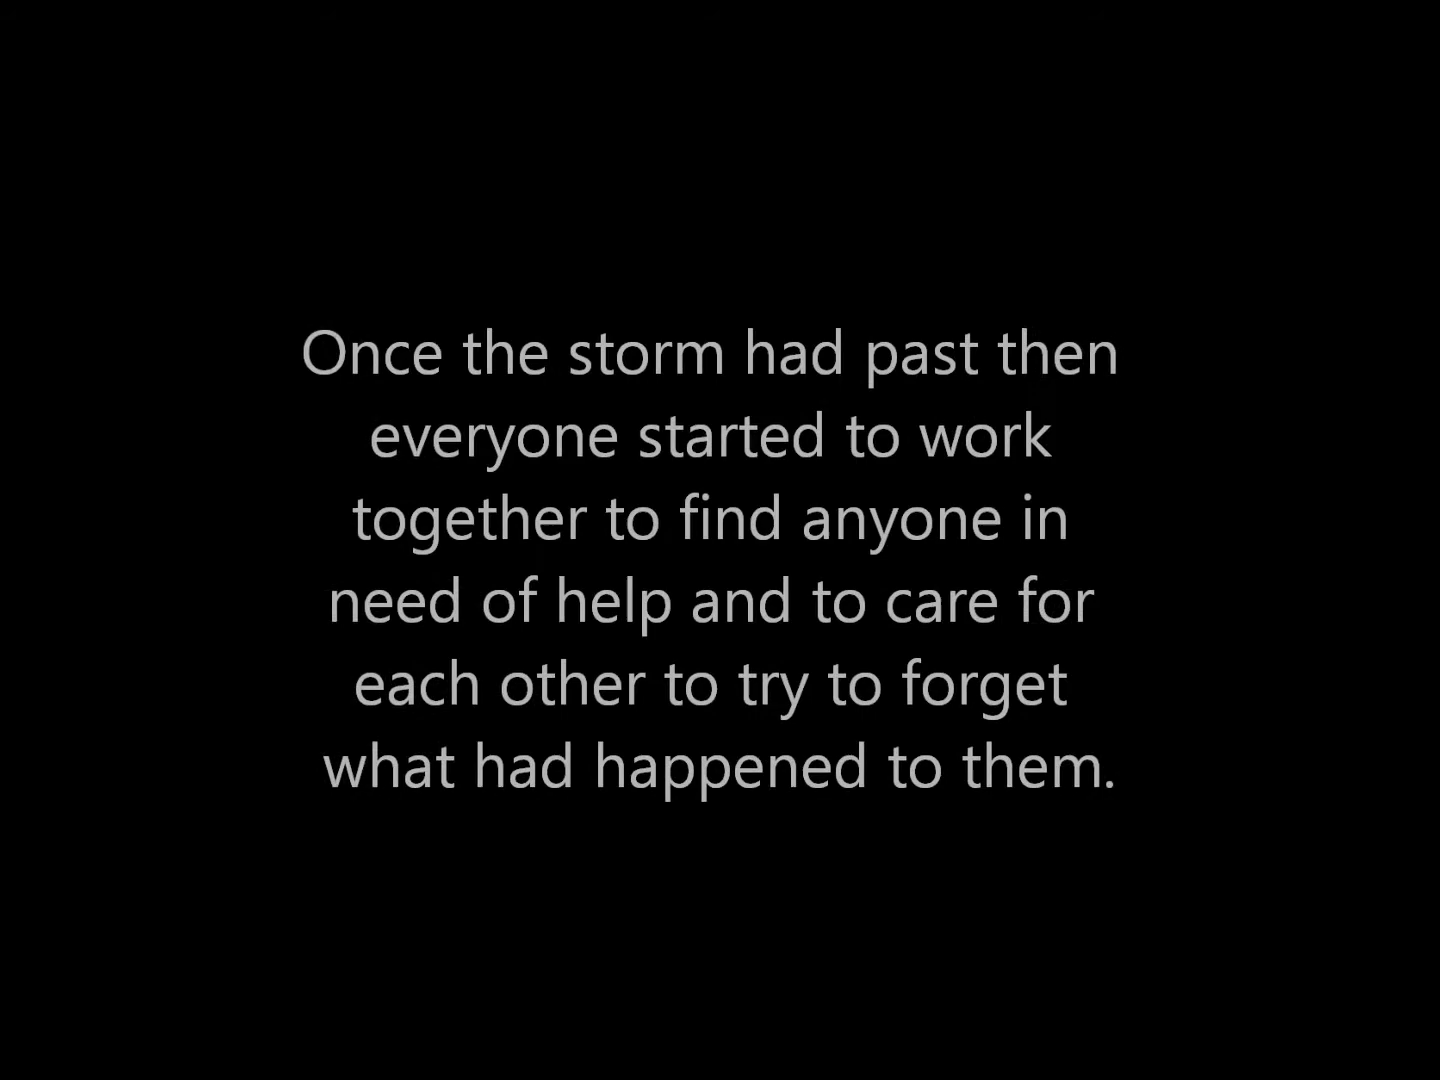 Once the storm had past then
everyone started to work
together to find anyone in
need of help and to care for
each other to try to forget
what had happened to them.